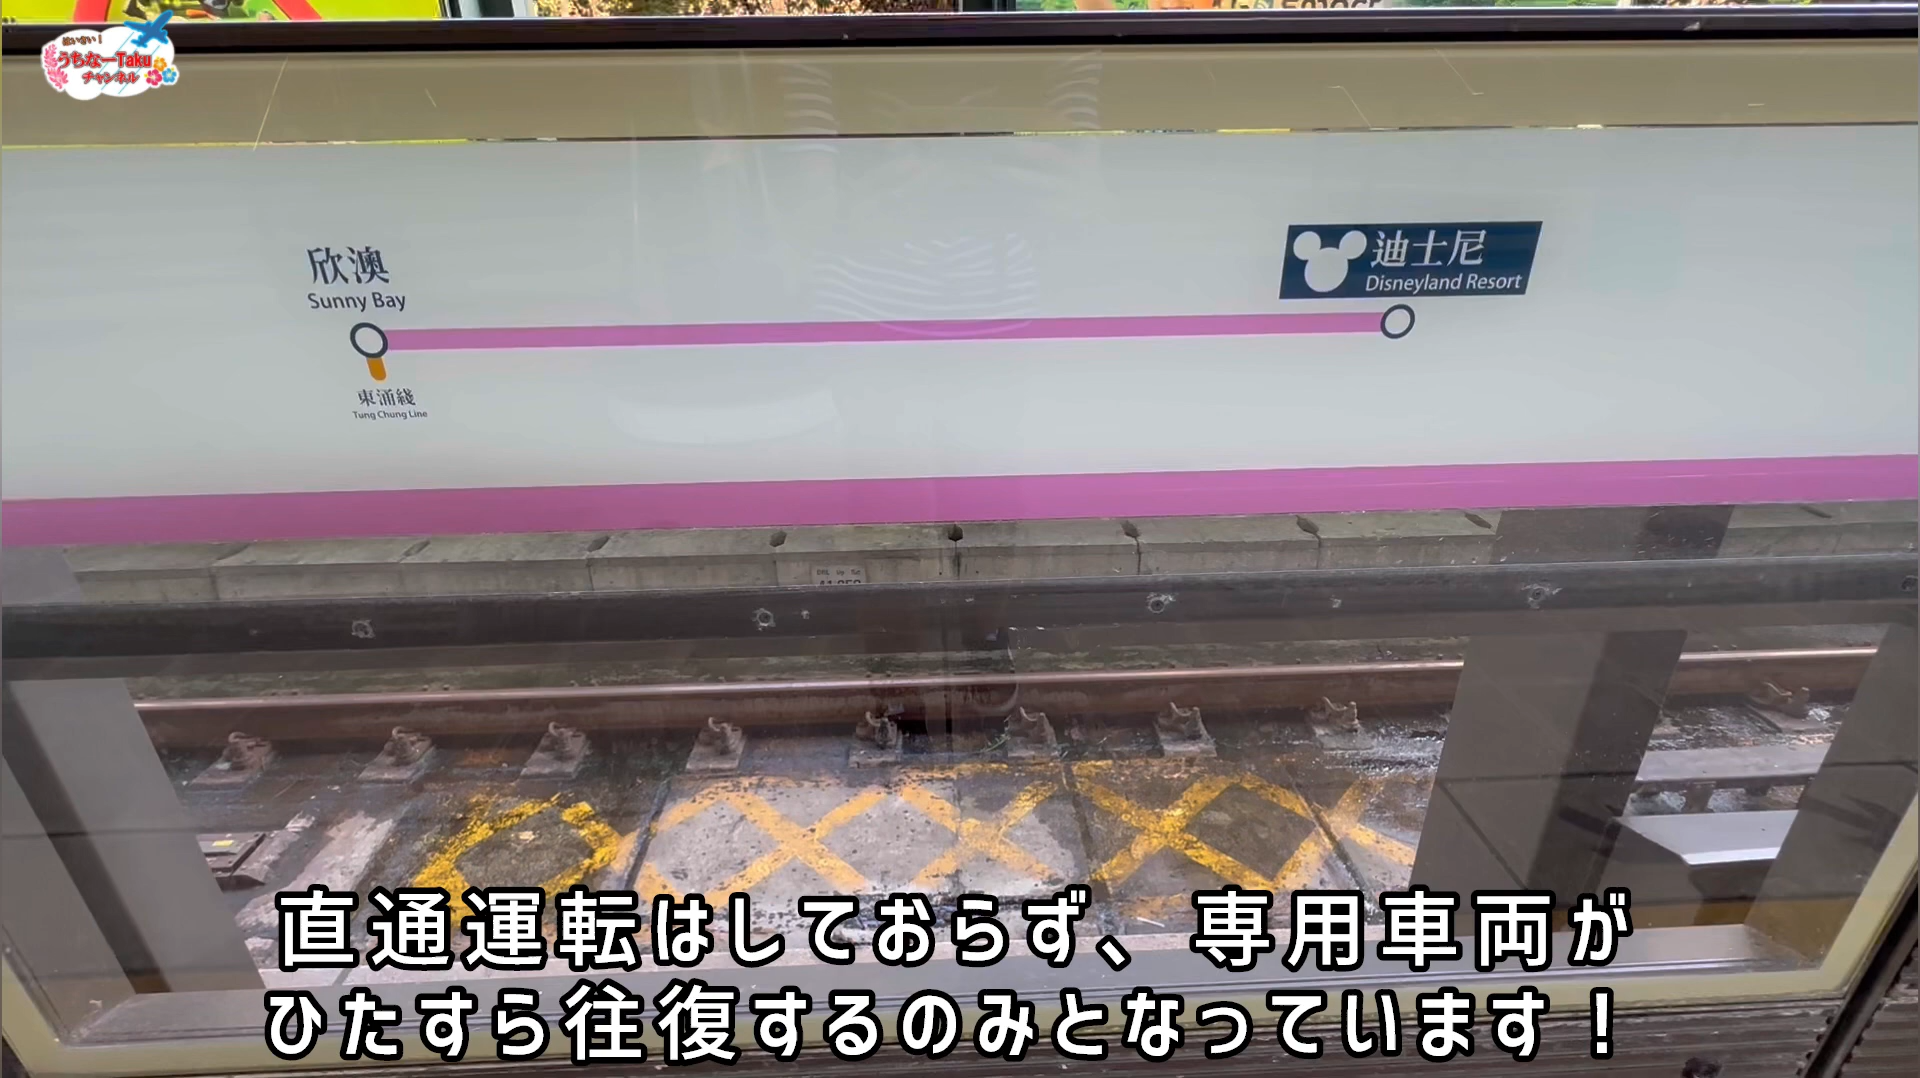 はいさい！
うちなーTaku
チャンネル
欣澳
Sunny Bay
東涌綫
Tung Chung Line
迪士尼
Disneyland Resort
直通運転はしておらず、専用車両が
ひたすら往復するのみとなっています！